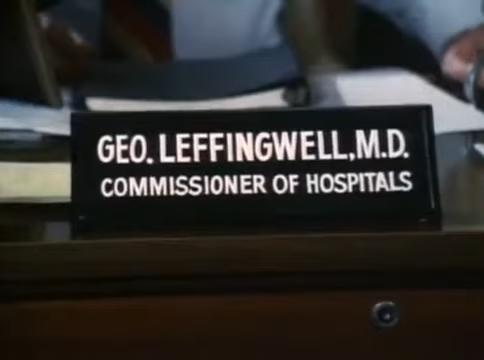 GEO. LEFFINGWELL, M.D.
COMMISSIONER OF HOSPITALS